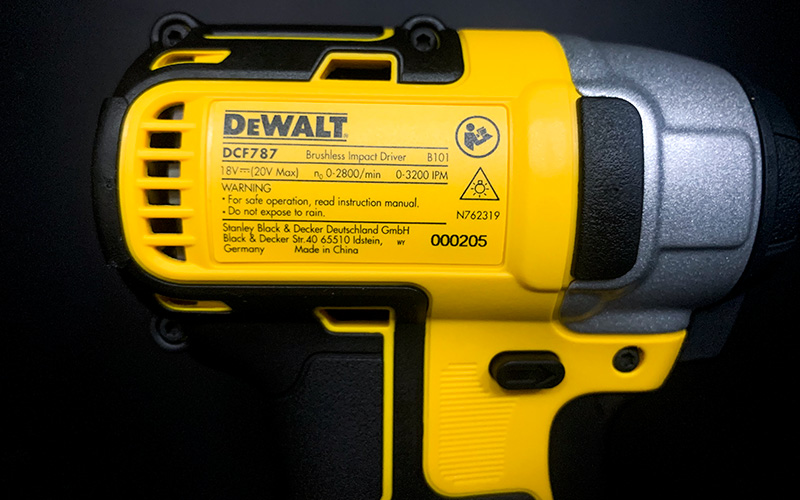 DEWALT
DCF787 Brushless Impact Driver B101
18V⎓(20V Max) n₀ 0-2800/min 0-3200 IPM
WARNING
• For safe operation, read instruction manual.
• Do not expose to rain.
N762319
Stanley Black & Decker Deutschland GmbH
Black & Decker Str.40 65510 Idstein, WY
Germany Made in China
000205